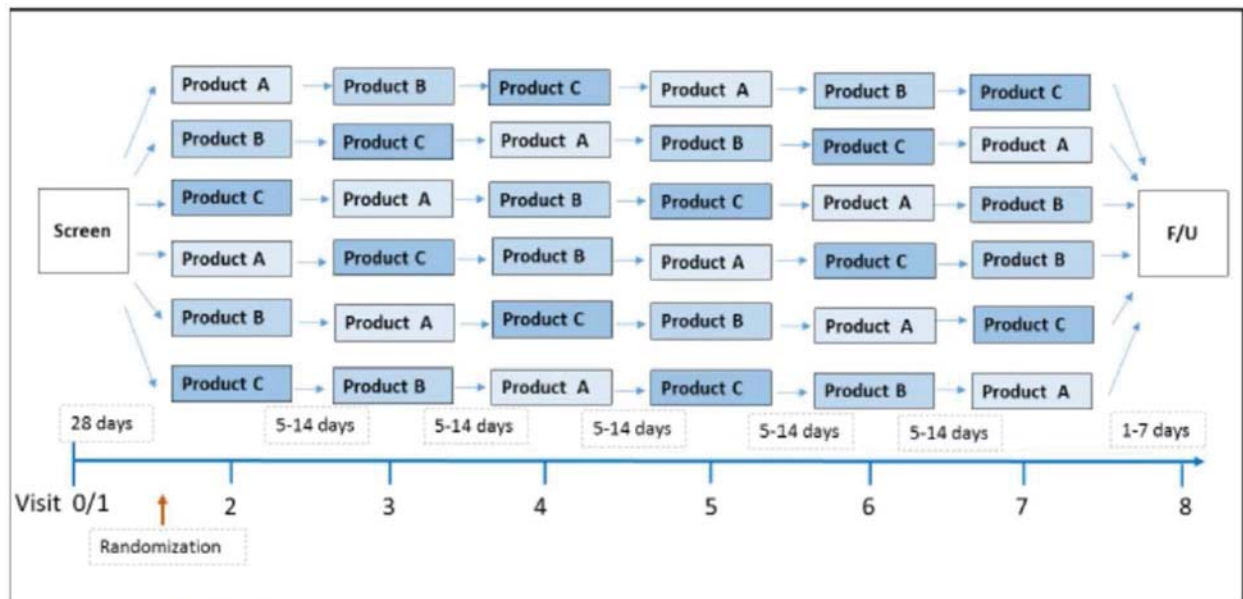 Product A Product B Product C Product A Product B Product C
Product B Product C Product A Product B Product C Product A
Product C Product A Product B Product C Product A Product B
Screen
F/U
Product A Product C Product B Product A Product C Product B
Product B Product A Product C Product B Product A Product C
Product C Product B Product A Product C Product B Product A
28 days 5-14 days 5-14 days 5-14 days 5-14 days 5-14 days 1-7 days
Visit 0/1 2 3 4 5 6 7 8
Randomization